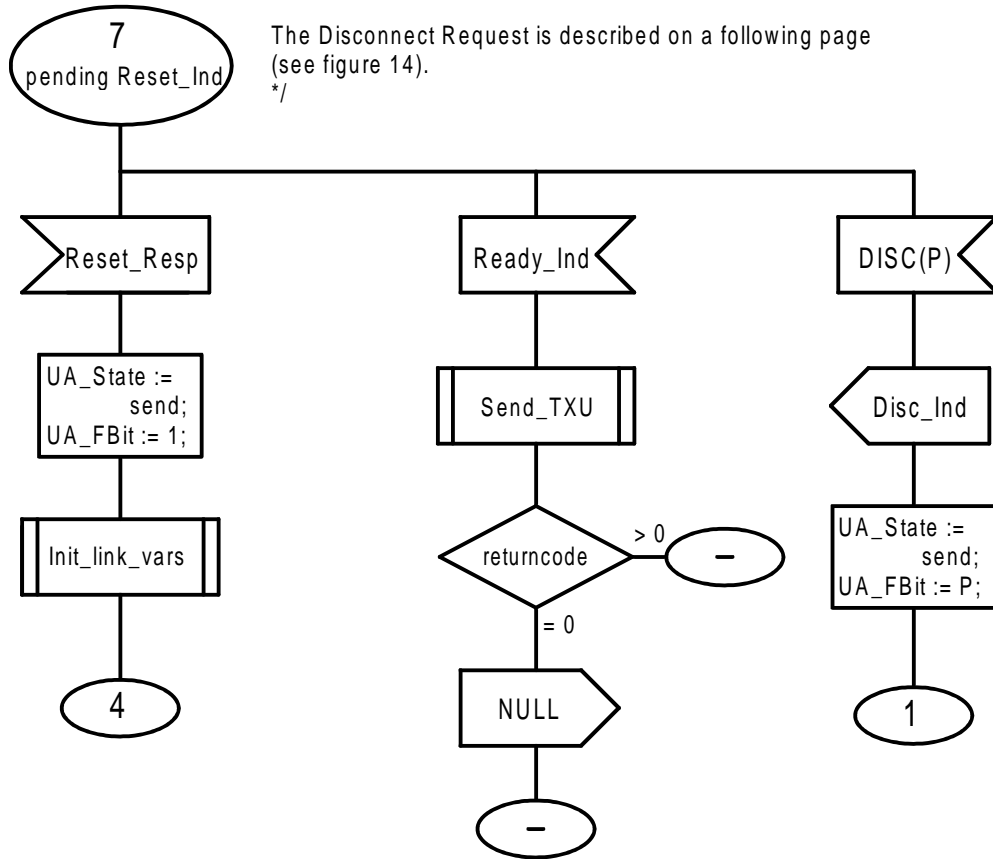 7
pending Reset_Ind
The Disconnect Request is described on a following page
(see figure 14).
*/
Reset_Resp
UA_State :=
send;
UA_FBit := 1;
Init_link_vars
4
Ready_Ind
Send_TXU
returncode
> 0
–
= 0
NULL
–
DISC(P)
Disc_Ind
UA_State :=
send;
UA_FBit := P;
1